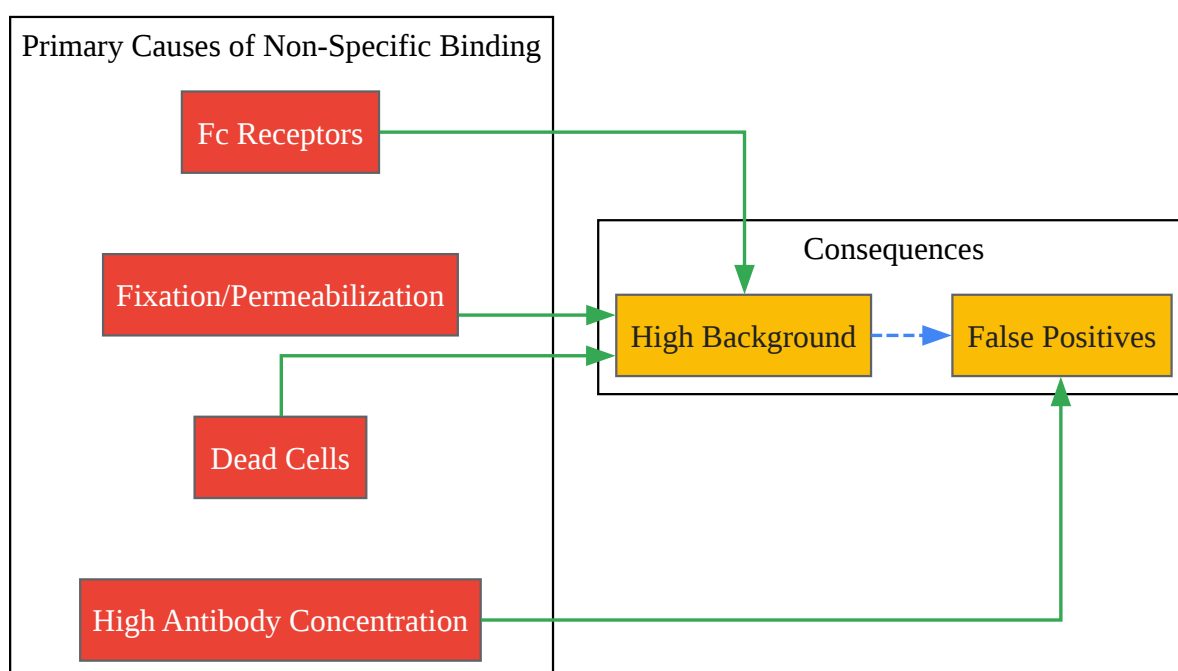 Primary Causes of Non-Specific Binding
Fc Receptors
Fixation/Permeabilization
Dead Cells
High Antibody Concentration
Consequences
High Background
False Positives